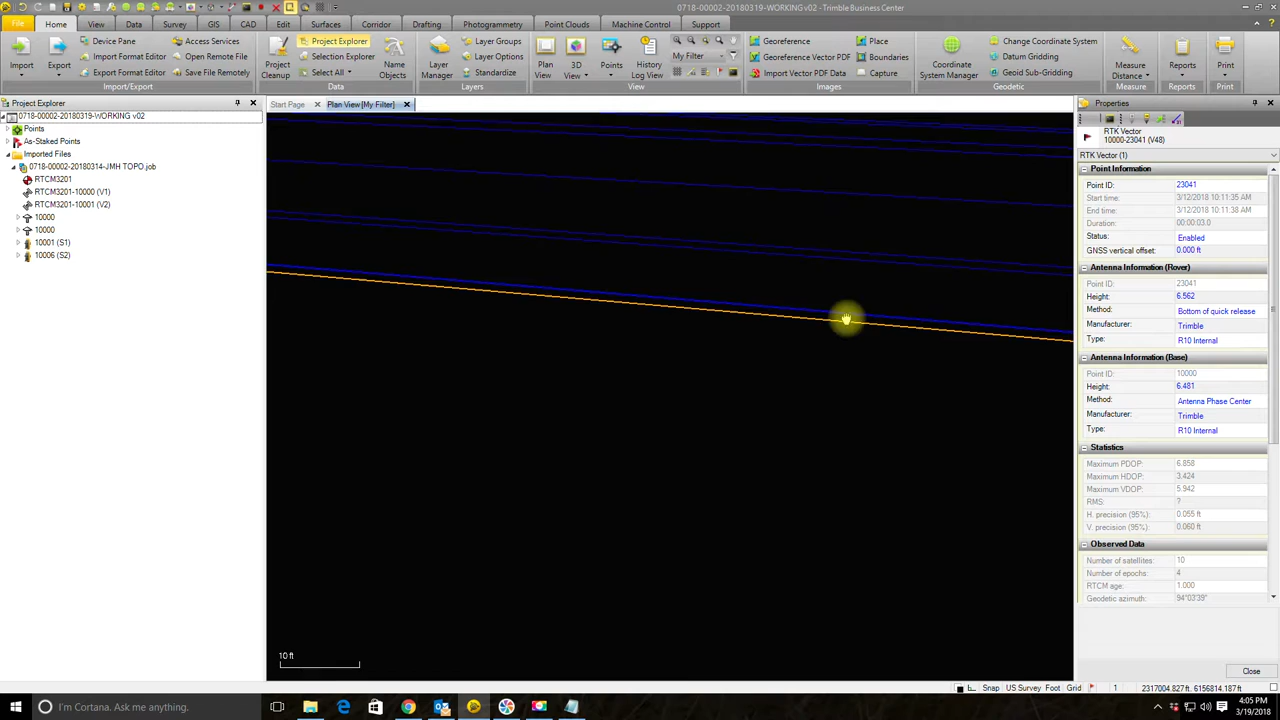 0718-00002-20180319-WORKING v02 - Trimble Business Center
File Home View Data Survey GIS CAD Edit Surfaces Corridor Drafting Photogrammetry Point Clouds Machine Control Support
Import
Export
Device Pane
Import Format Editor
Export Format Editor
Access Services
Open Remote File
Save File Remotely
Import/Export
Project Cleanup
Project Explorer
Selection Explorer
Select All
Name Objects
Data
Layer Manager
Layer Groups
Layer Options
Standardize
Layers
Plan View
3D View
Points
History Log View
My Filter
View
Georeference
Georeference Vector PDF
Import Vector PDF Data
Place
Boundaries
Capture
Images
Coordinate System Manager
Change Coordinate System
Datum Gridding
Geoid Sub-Gridding
Geodetic
Measure Distance
Measure
Reports
Reports
Print
Print
Project Explorer
0718-00002-20180319-WORKING v02
Points
As-Staked Points
Imported Files
0718-00002-20180314-JMH TOPO.job
RTCM3201
RTCM3201-10000 (V1)
RTCM3201-10001 (V2)
10000
10000
10001 (S1)
10006 (S2)
Start Page
Plan View [My Filter]
10 ft
Properties
RTK Vector
10000-23041 (V48)
RTK Vector (1)
Point Information
Point ID: 23041
Start time: 3/12/2018 10:11:35 AM
End time: 3/12/2018 10:11:38 AM
Duration: 00:00:03.0
Status: Enabled
GNSS vertical offset: 0.000 ft
Antenna Information (Rover)
Point ID: 23041
Height: 6.562
Method: Bottom of quick release
Manufacturer: Trimble
Type: R10 Internal
Antenna Information (Base)
Point ID: 10000
Height: 6.481
Method: Antenna Phase Center
Manufacturer: Trimble
Type: R10 Internal
Statistics
Maximum PDOP: 6.858
Maximum HDOP: 3.424
Maximum VDOP: 5.942
RMS: ?
H. precision (95%): 0.055 ft
V. precision (95%): 0.060 ft
Observed Data
Number of satellites: 10
Number of epochs: 4
RTCM age: 1.000
Geodetic azimuth: 94°03'39"
Close
Snap US Survey Foot Grid 1 2317004.827 ft, 6156814.187 ft
I'm Cortana. Ask me anything.
4:05 PM
3/19/2018